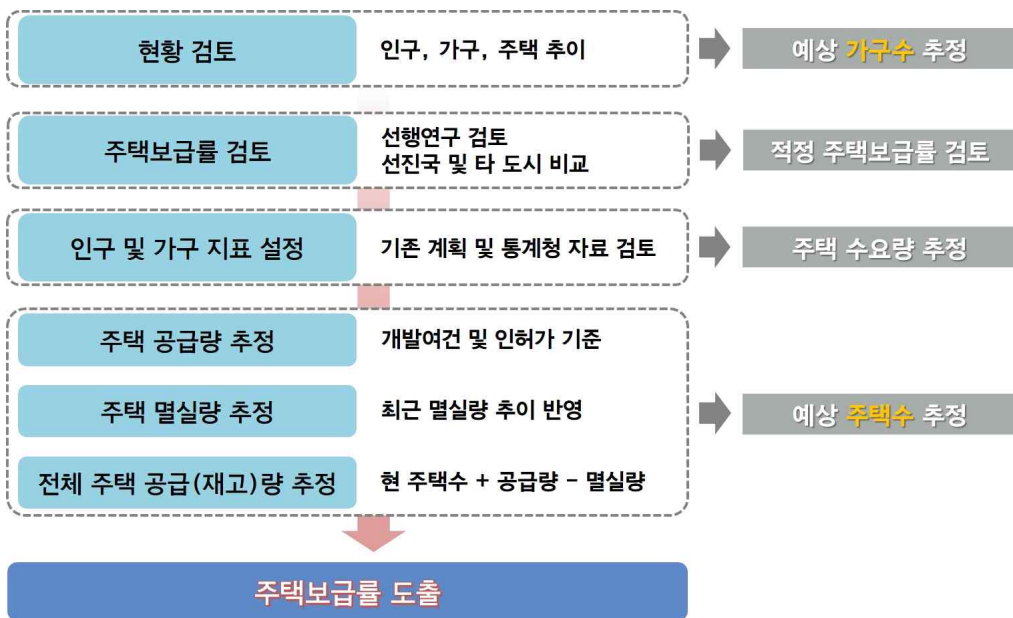 현황 검토
인구, 가구, 주택 추이
예상 가구수 추정
주택보급률 검토
선행연구 검토
선진국 및 타 도시 비교
적정 주택보급률 검토
인구 및 가구 지표 설정
기존 계획 및 통계청 자료 검토
주택 수요량 추정
주택 공급량 추정
개발여건 및 인허가 기준
주택 멸실량 추정
최근 멸실량 추이 반영
예상 주택수 추정
전체 주택 공급(재고)량 추정
현 주택수 + 공급량 - 멸실량
주택보급률 도출